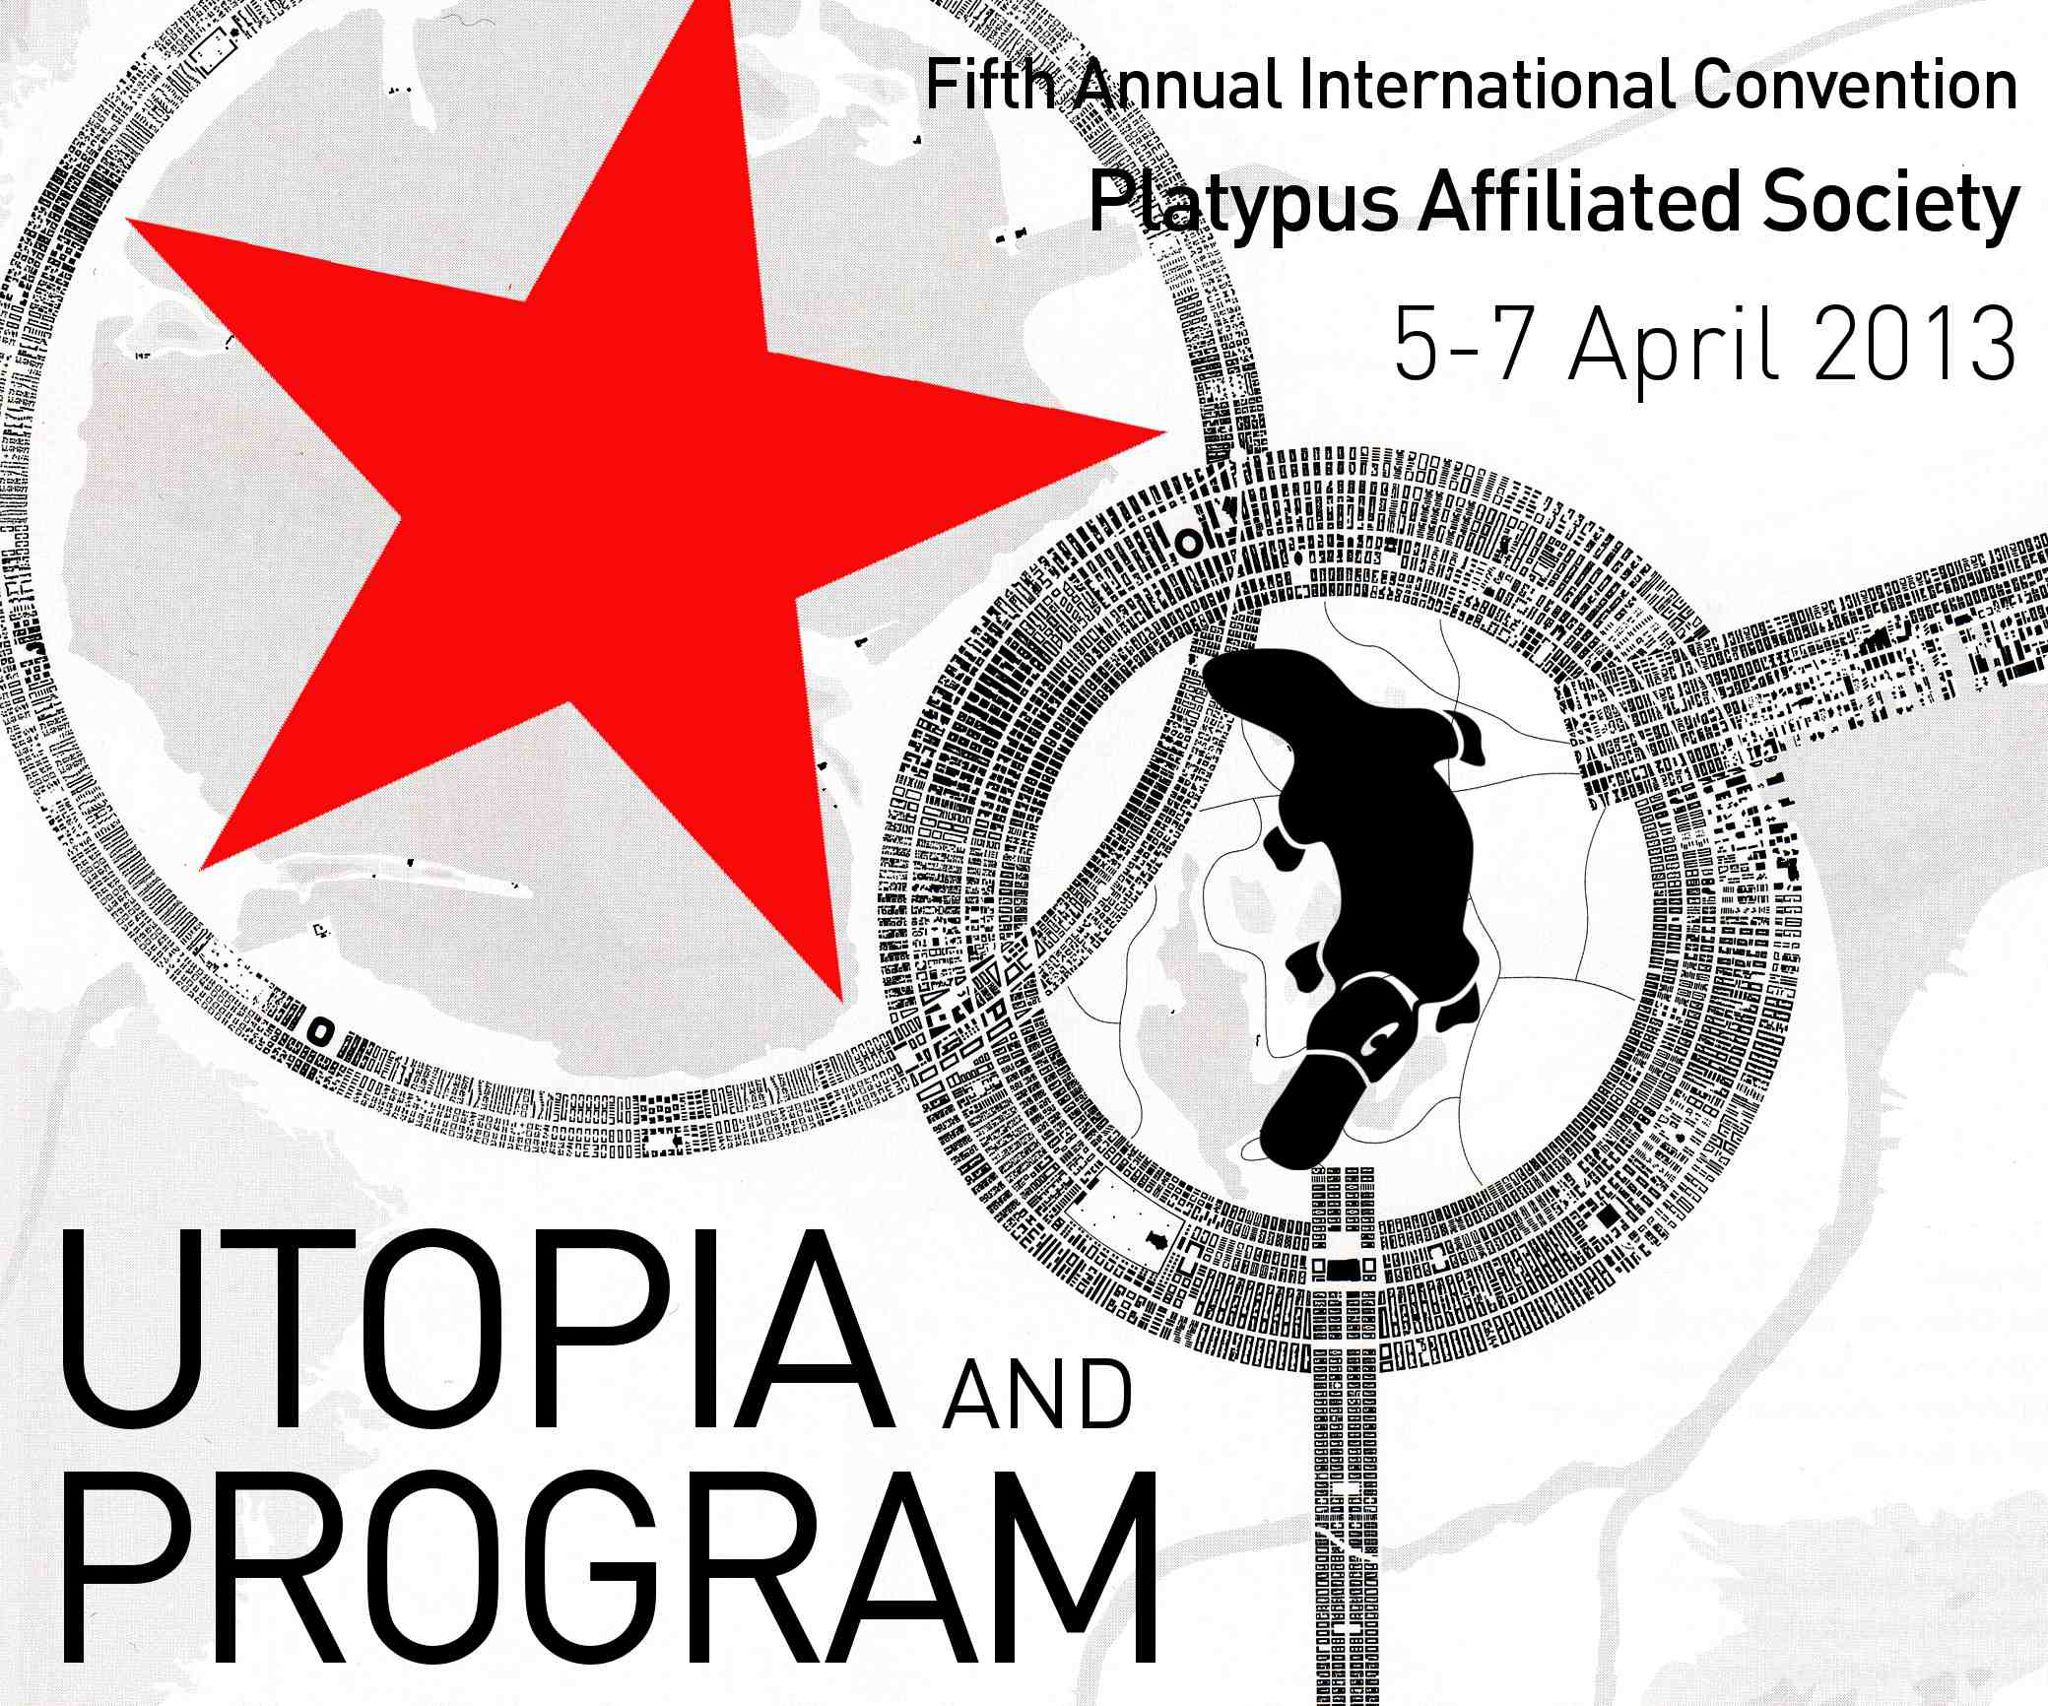 Fifth Annual International Convention
Platypus Affiliated Society
5-7 April 2013
UTOPIA AND
PROGRAM